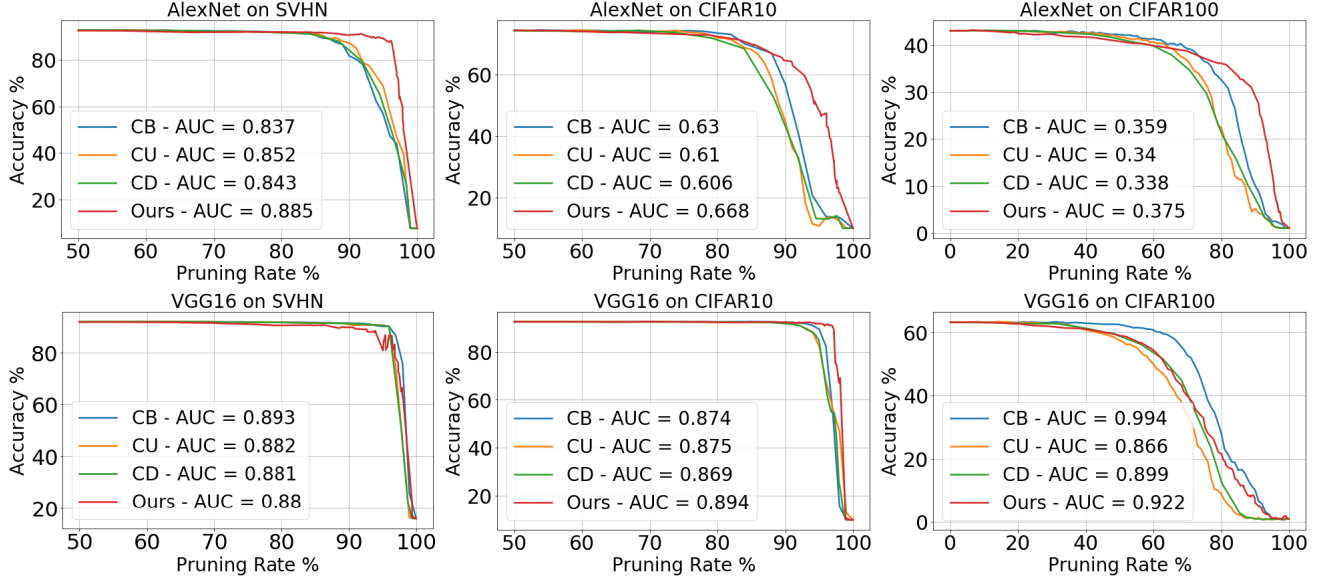 AlexNet on SVHN
Accuracy %
80
60
40
20
CB - AUC = 0.837
CU - AUC = 0.852
CD - AUC = 0.843
Ours - AUC = 0.885
50 60 70 80 90 100
Pruning Rate %
AlexNet on CIFAR10
Accuracy %
60
40
20
CB - AUC = 0.63
CU - AUC = 0.61
CD - AUC = 0.606
Ours - AUC = 0.668
50 60 70 80 90 100
Pruning Rate %
AlexNet on CIFAR100
Accuracy %
40
30
20
10
0
CB - AUC = 0.359
CU - AUC = 0.34
CD - AUC = 0.338
Ours - AUC = 0.375
0 20 40 60 80 100
Pruning Rate %
VGG16 on SVHN
Accuracy %
80
60
40
20
CB - AUC = 0.893
CU - AUC = 0.882
CD - AUC = 0.881
Ours - AUC = 0.88
50 60 70 80 90 100
Pruning Rate %
VGG16 on CIFAR10
Accuracy %
80
60
40
20
CB - AUC = 0.874
CU - AUC = 0.875
CD - AUC = 0.869
Ours - AUC = 0.894
50 60 70 80 90 100
Pruning Rate %
VGG16 on CIFAR100
Accuracy %
60
40
20
0
CB - AUC = 0.994
CU - AUC = 0.866
CD - AUC = 0.899
Ours - AUC = 0.922
0 20 40 60 80 100
Pruning Rate %